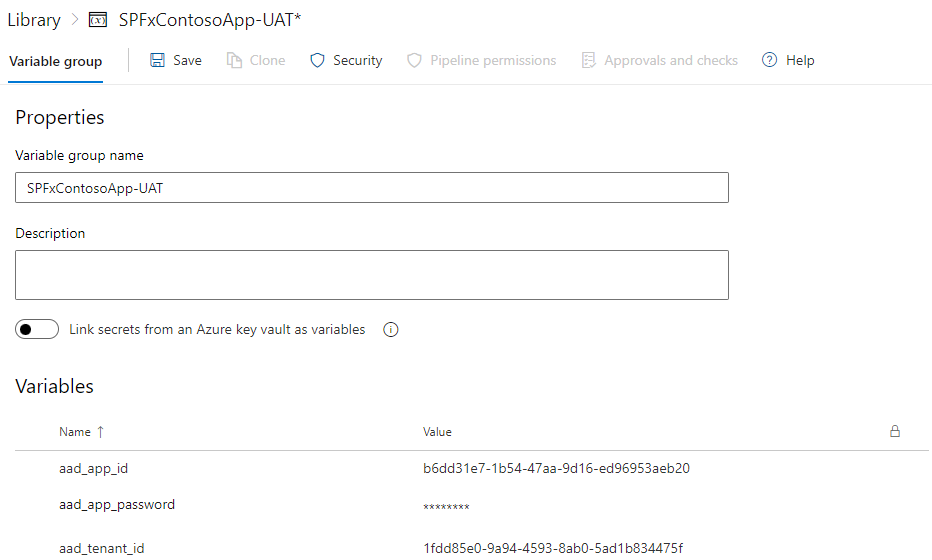 Library > SPFxContosoApp-UAT*
Variable group Save Clone Security Pipeline permissions Approvals and checks Help
Properties
Variable group name
SPFxContosoApp-UAT
Description
Link secrets from an Azure key vault as variables
Variables
Name ↑ Value
aad_app_id b6dd31e7-1b54-47aa-9d16-ed96953aeb20
aad_app_password ********
aad_tenant_id 1fdd85e0-9a94-4593-8ab0-5ad1b834475f